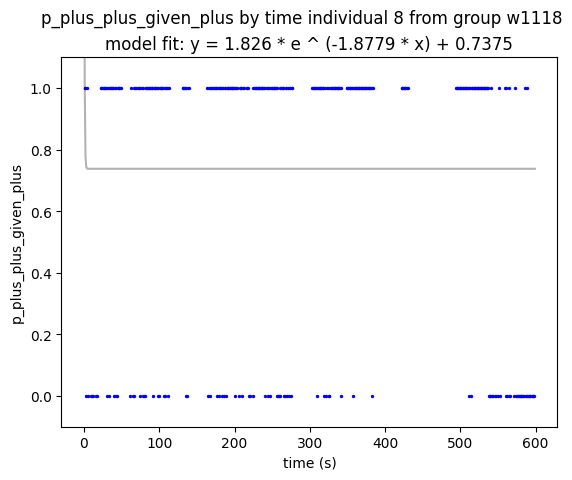 p_plus_plus_given_plus by time individual 8 from group w1118
model fit: y = 1.826 * e ^ (-1.8779 * x) + 0.7375
p_plus_plus_given_plus
1.0
0.8
0.6
0.4
0.2
0.0
0 100 200 300 400 500 600
time (s)